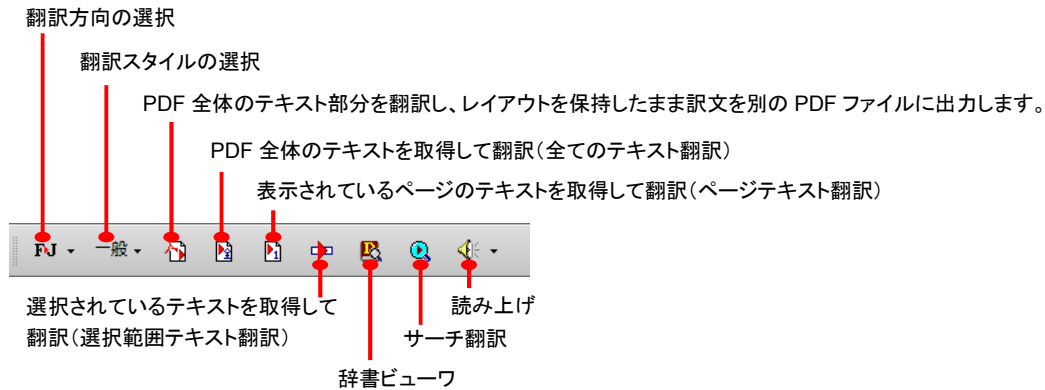 翻訳方向の選択
翻訳スタイルの選択
PDF 全体のテキスト部分を翻訳し、レイアウトを保持したまま訳文を別の PDF ファイルに出力します。
PDF 全体のテキストを取得して翻訳(全てのテキスト翻訳)
表示されているページのテキストを取得して翻訳(ページテキスト翻訳)
一般
選択されているテキストを取得して
翻訳(選択範囲テキスト翻訳)
読み上げ
サーチ翻訳
辞書ビューワ